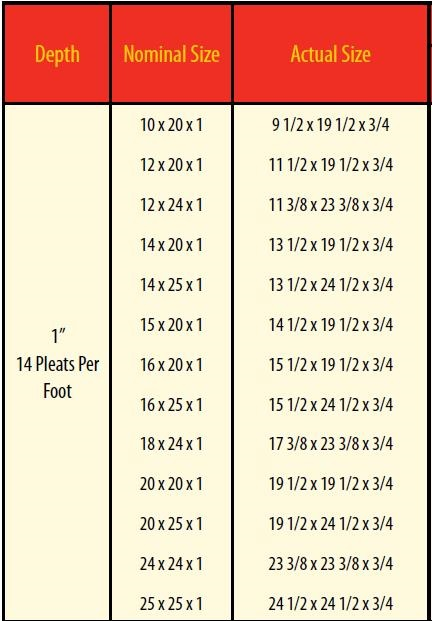 Depth Nominal Size Actual Size
10 x 20 x 1 9 1/2 x 19 1/2 x 3/4
12 x 20 x 1 11 1/2 x 19 1/2 x 3/4
12 x 24 x 1 11 3/8 x 23 3/8 x 3/4
14 x 20 x 1 13 1/2 x 19 1/2 x 3/4
14 x 25 x 1 13 1/2 x 24 1/2 x 3/4
1”
14 Pleats Per
Foot
15 x 20 x 1 14 1/2 x 19 1/2 x 3/4
16 x 20 x 1 15 1/2 x 19 1/2 x 3/4
16 x 25 x 1 15 1/2 x 24 1/2 x 3/4
18 x 24 x 1 17 3/8 x 23 3/8 x 3/4
20 x 20 x 1 19 1/2 x 19 1/2 x 3/4
20 x 25 x 1 19 1/2 x 24 1/2 x 3/4
24 x 24 x 1 23 3/8 x 23 3/8 x 3/4
25 x 25 x 1 24 1/2 x 24 1/2 x 3/4